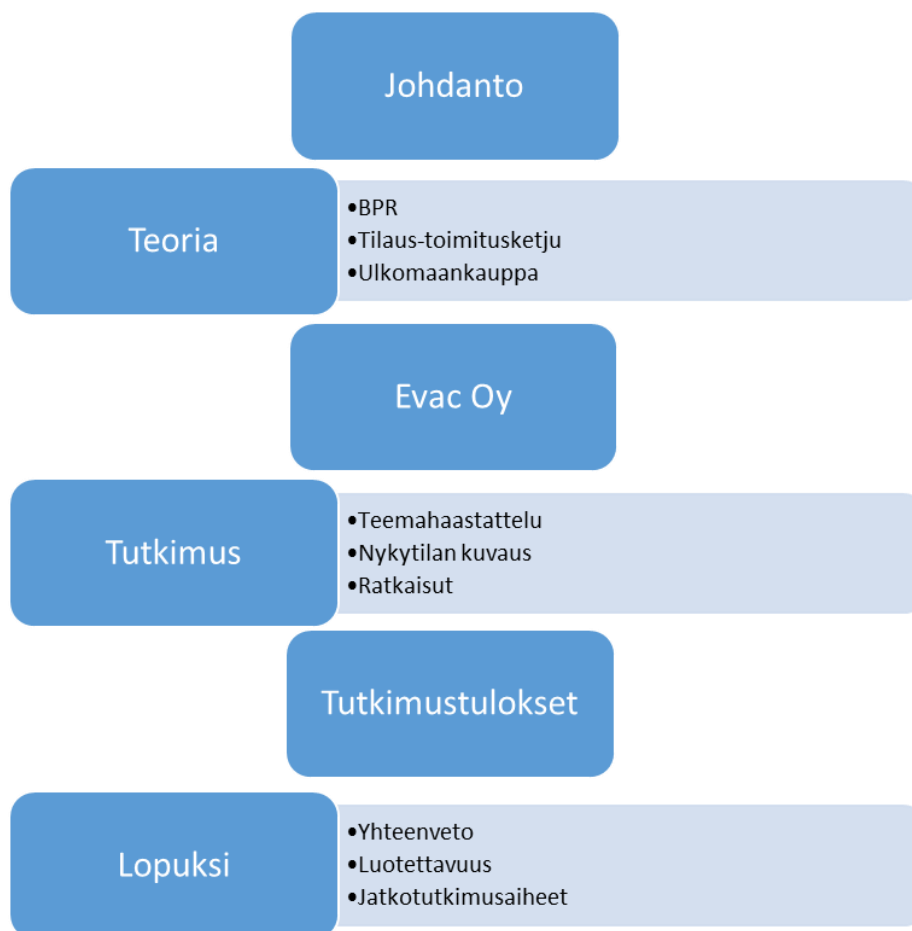 Johdanto
Teoria
•BPR
•Tilaus-toimitusketju
•Ulkomaankauppa
Evac Oy
Tutkimus
•Teemahaastattelu
•Nykytilan kuvaus
•Ratkaisut
Tutkimustulokset
Lopuksi
•Yhteenveto
•Luotettavuus
•Jatkotutkimusaiheet